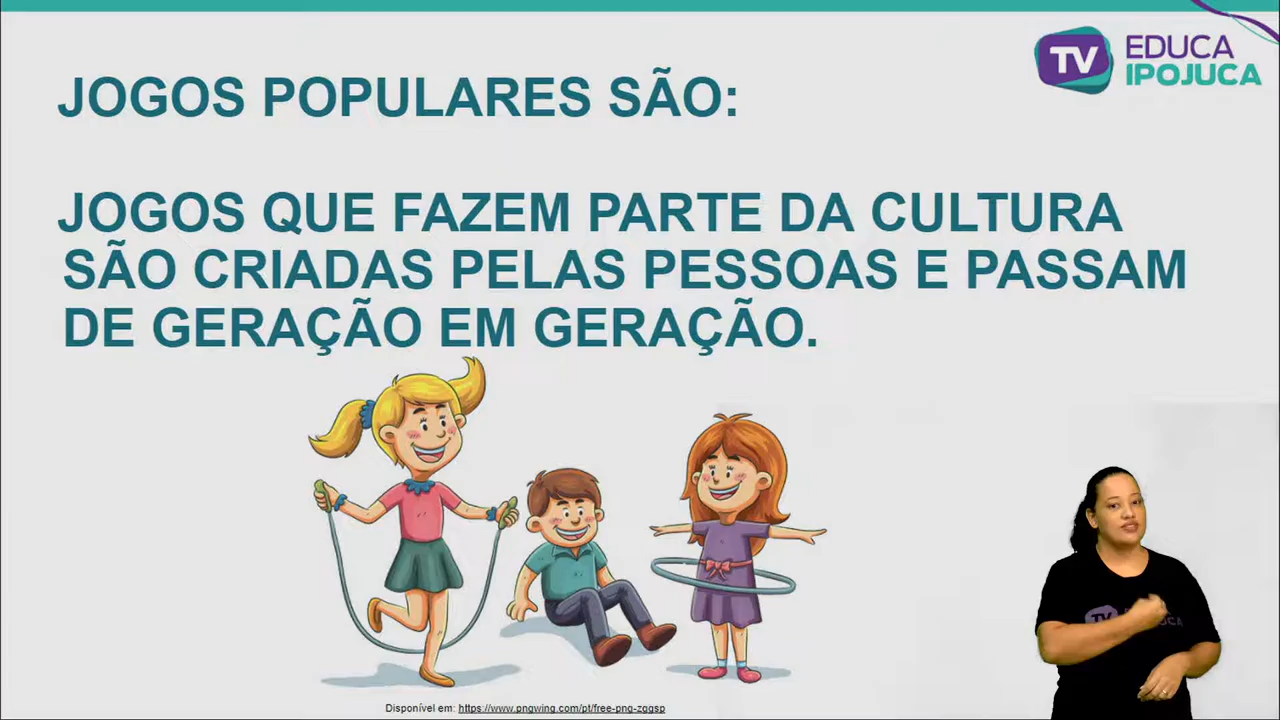 TV EDUCA
IPOJUCA
JOGOS POPULARES SÃO:
JOGOS QUE FAZEM PARTE DA CULTURA
SÃO CRIADAS PELAS PESSOAS E PASSAM
DE GERAÇÃO EM GERAÇÃO.
TV
Disponível em: https://www.pngwing.com/pt/free-png-zggsp